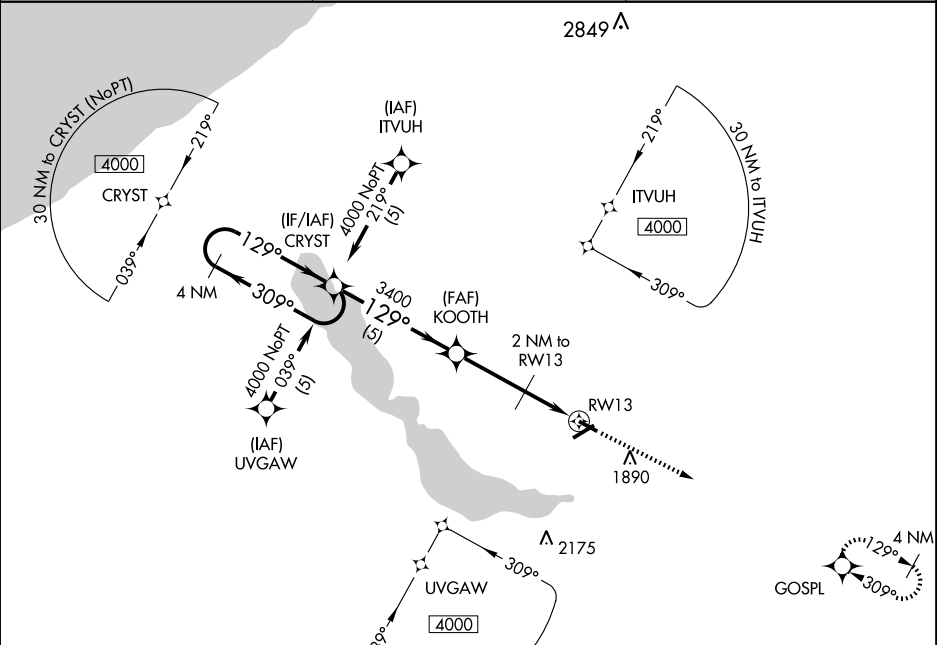 2849
30 NM to CRYST (NoPT)
219°
4000
CRYST
039°
(IAF)
ITVUH
4000 NoPT
219°
(5)
219°
30 NM to ITVUH
ITVUH
4000
309°
(IF/IAF)
CRYST
129°
4 NM
309°
3400
129°
(5)
(FAF)
KOOTH
2 NM to
RW13
RW13
4000 NoPT
039°
(5)
(IAF)
UVGAW
1890
2175
309°
UVGAW
4000
GOSPL
129°
4 NM
309°